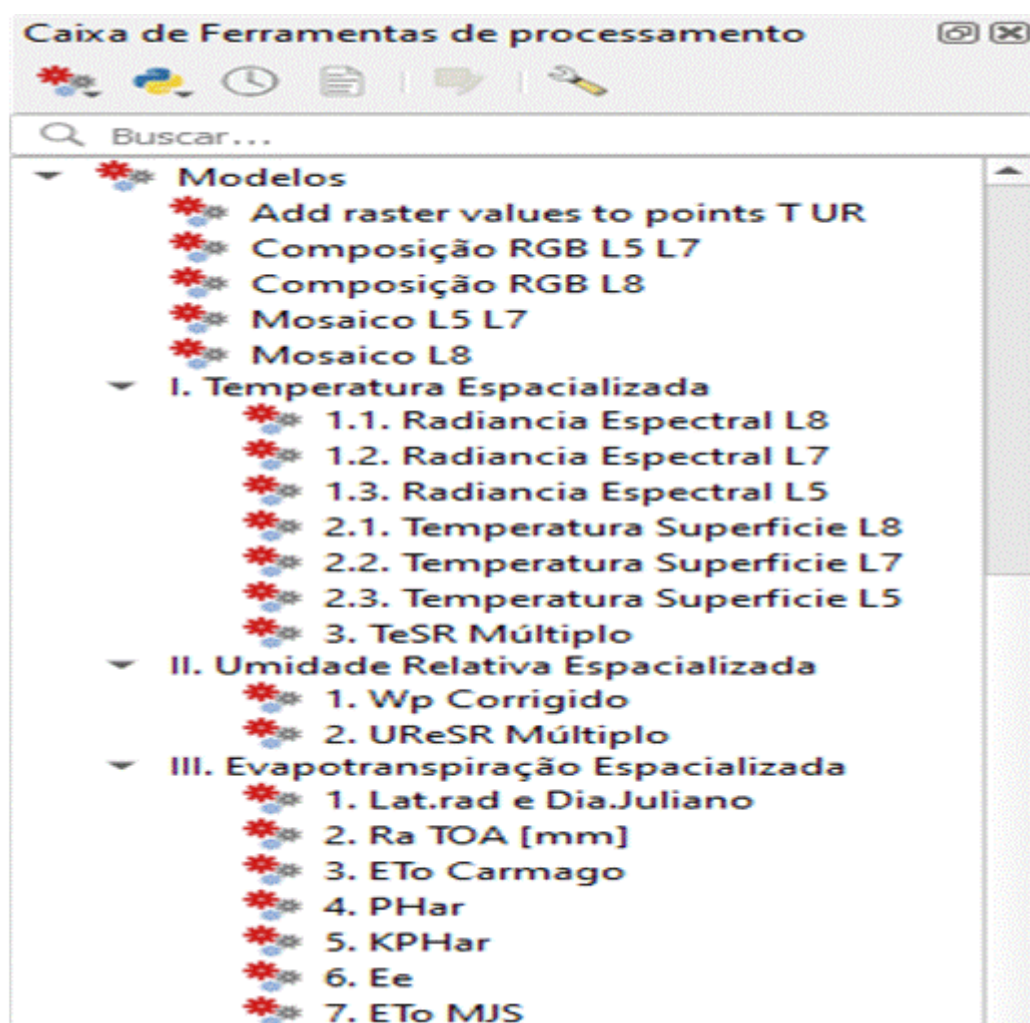 Caixa de Ferramentas de processamento
Buscar...
Modelos
Add raster values to points T UR
Composição RGB L5 L7
Composição RGB L8
Mosaico L5 L7
Mosaico L8
I. Temperatura Espacializada
1.1. Radiancia Espectral L8
1.2. Radiancia Espectral L7
1.3. Radiancia Espectral L5
2.1. Temperatura Superficie L8
2.2. Temperatura Superficie L7
2.3. Temperatura Superficie L5
3. TeSR Múltiplo
II. Umidade Relativa Espacializada
1. Wp Corrigido
2. UReSR Múltiplo
III. Evapotranspiração Espacializada
1. Lat.rad e Dia.Juliano
2. Ra TOA [mm]
3. ETo Carmago
4. PHar
5. KPHar
6. Ee
7. ETo MJS